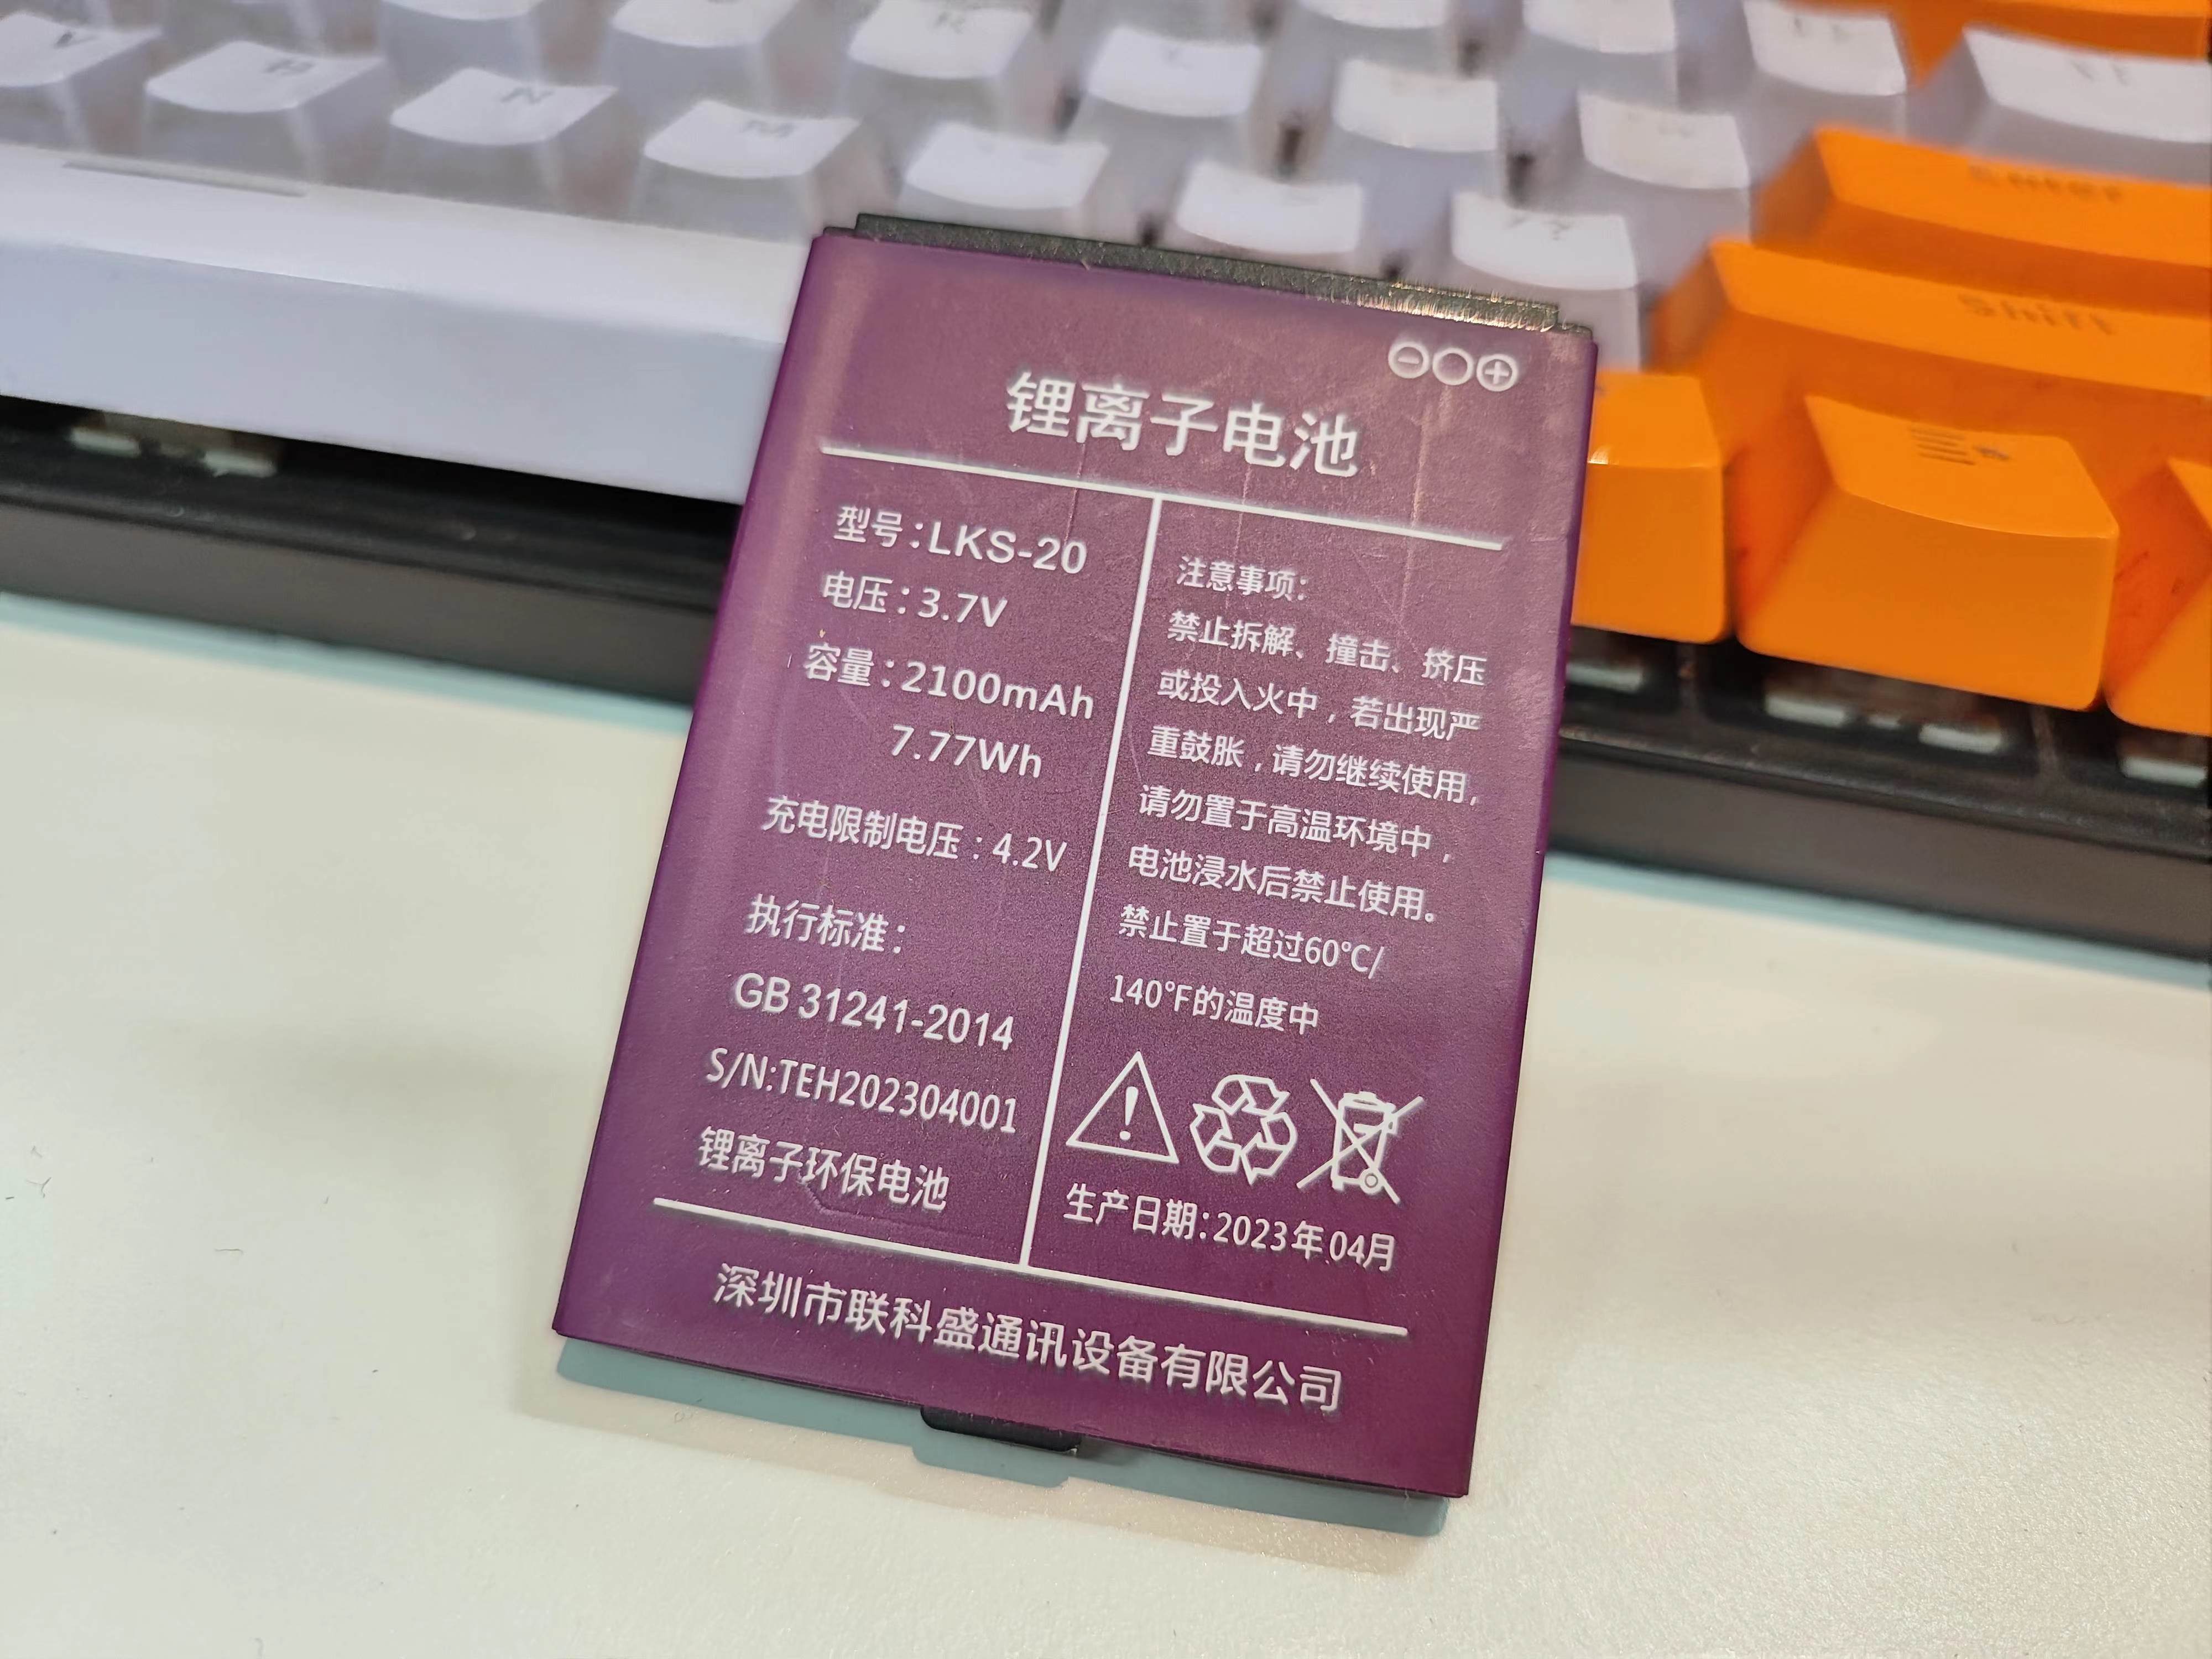 V
B
N
M
K
L
Enter
Shift
锂离子电池
型号:LKS-20
电压:3.7V
容量:2100mAh
7.77Wh
充电限制电压:4.2V
执行标准:
GB 31241-2014
S/N:TEH202304001
锂离子环保电池
注意事项:
禁止拆解、撞击、挤压
或投入火中,若出现严
重鼓胀,请勿继续使用,
请勿置于高温环境中,
电池浸水后禁止使用。
禁止置于超过60℃/
140℉的温度中
生产日期:2023年04月
深圳市联科盛通讯设备有限公司